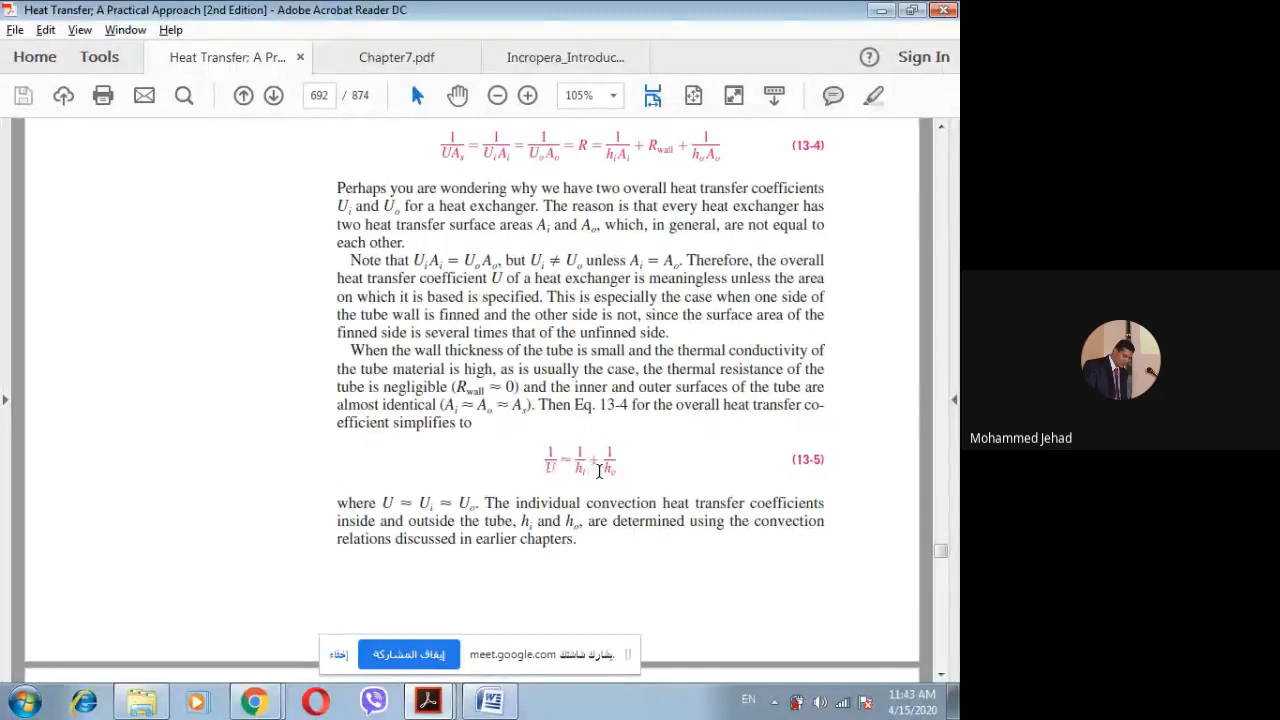 Heat Transfer; A Practical Approach [2nd Edition] - Adobe Acrobat Reader DC
File Edit View Window Help
Home Tools Heat Transfer; A Pr... × Chapter7.pdf Incropera_Introduc... Sign In
692 / 874 105%
1/UA_s = 1/U_iA_i = 1/U_oA_o = R = 1/h_iA_i + R_wall + 1/h_oA_o (13-4)
Perhaps you are wondering why we have two overall heat transfer coefficients
U_i and U_o for a heat exchanger. The reason is that every heat exchanger has
two heat transfer surface areas A_i and A_o, which, in general, are not equal to
each other.
Note that U_iA_i = U_oA_o, but U_i ≠ U_o unless A_i = A_o. Therefore, the overall
heat transfer coefficient U of a heat exchanger is meaningless unless the area
on which it is based is specified. This is especially the case when one side of
the tube wall is finned and the other side is not, since the surface area of the
finned side is several times that of the unfinned side.
When the wall thickness of the tube is small and the thermal conductivity of
the tube material is high, as is usually the case, the thermal resistance of the
tube is negligible (R_wall ≈ 0) and the inner and outer surfaces of the tube are
almost identical (A_i ≈ A_o ≈ A_s). Then Eq. 13-4 for the overall heat transfer co-
efficient simplifies to
1/U ≈ 1/h_i + 1/h_o (13-5)
where U ≈ U_i ≈ U_o. The individual convection heat transfer coefficients
inside and outside the tube, h_i and h_o, are determined using the convection
relations discussed in earlier chapters.
Mohammed Jehad
إخفاء إيقاف المشاركة meet.google.com يشارك شاشتك.
EN 11:43 AM
4/15/2020